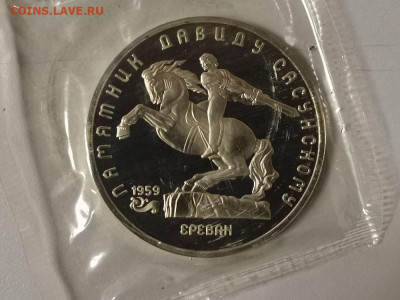 COINS.LAVE.RU
ПАМЯТНИК ДАВИДУ САСУНСКОМУ
1959
ЕРЕВАН